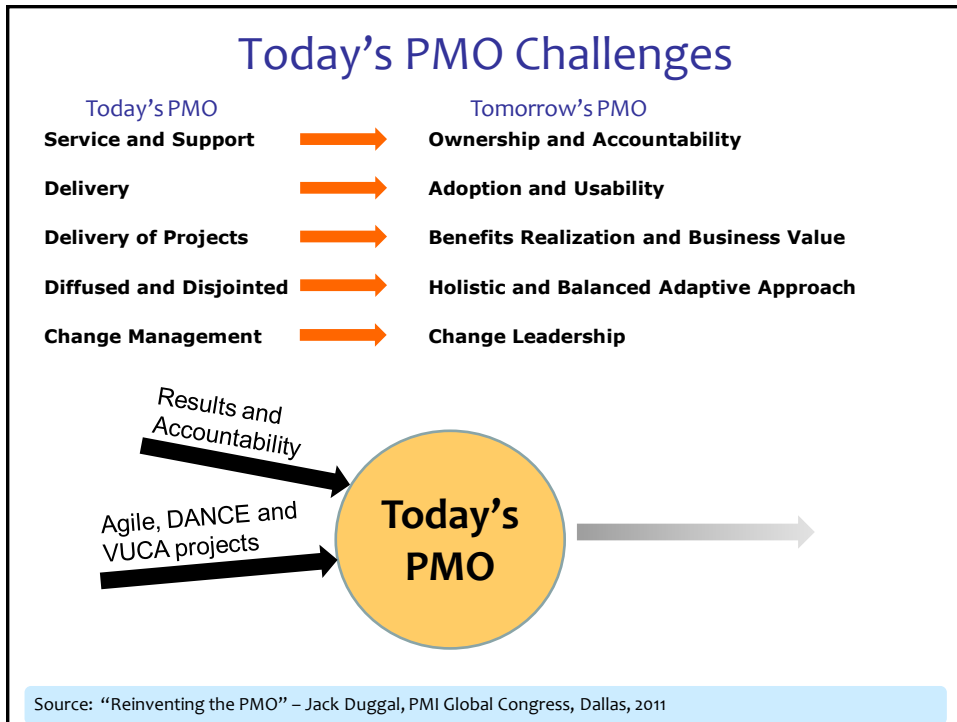 Today’s PMO Challenges
Today’s PMO
Tomorrow’s PMO
Service and Support
Ownership and Accountability
Delivery
Adoption and Usability
Delivery of Projects
Benefits Realization and Business Value
Diffused and Disjointed
Holistic and Balanced Adaptive Approach
Change Management
Change Leadership
Results and
Accountability
Agile, DANCE and
VUCA projects
Today’s
PMO
Source: “Reinventing the PMO” – Jack Duggal, PMI Global Congress, Dallas, 2011